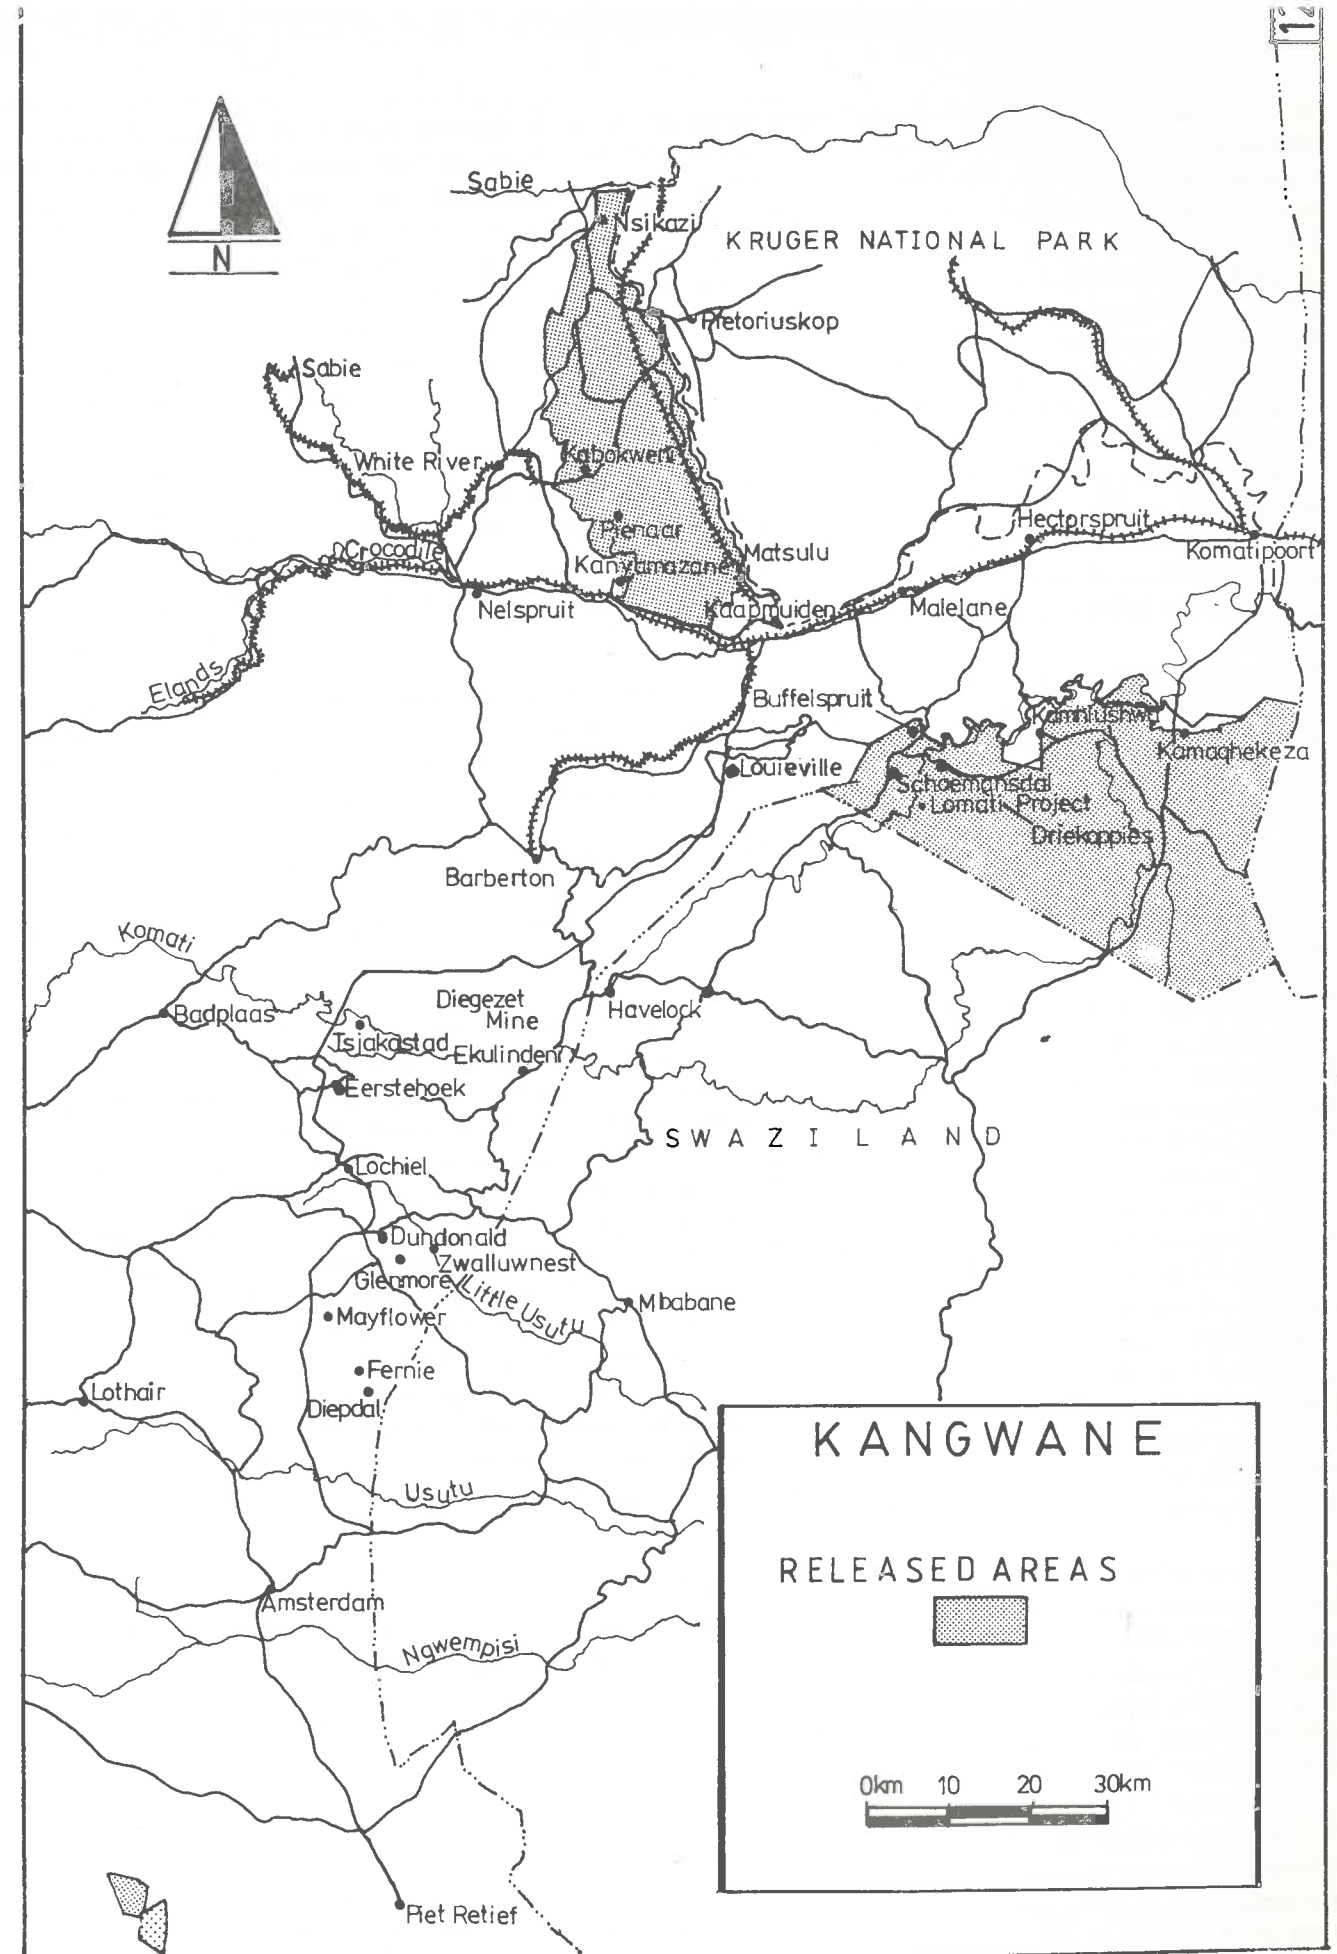 12
N
Sabie
Nsikazi
KRUGER NATIONAL PARK
Pretoriuskop
Sabie
White River
Kabokweni
Pienaar
Hectorspruit
Crocodile
Matsulu
Komatipoort
Kanyamazane
Nelspruit
Kaapmuiden
Malelane
Elands
Buffelspruit
Kamhlushwa
Kamaqhekeza
Louieville
Schoemansdal
Lomati Project
Driekoppies
Barberton
Komati
Diegezet
Mine
Havelock
Badplaas
Tsjakastad
Ekulinden
Eerstehoek
SWAZILAND
Lochiel
Duhdonald
Zwalluwnest
Glenmore
Little Usutu
Mbabane
Mayflower
Fernie
Lothair
Diepdal
KANGWANE
Usutu
RELEASED AREAS
Amsterdam
Ngwempisi
0km 10 20 30km
Piet Retief